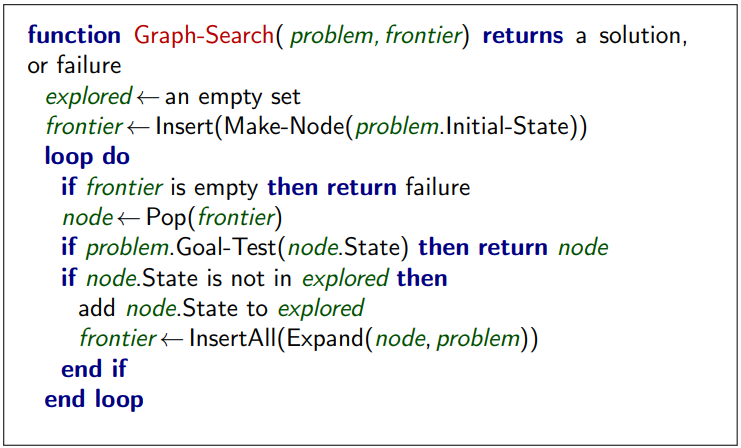 function Graph-Search( problem, frontier) returns a solution,
or failure
explored ← an empty set
frontier ← Insert(Make-Node(problem.Initial-State))
loop do
if frontier is empty then return failure
node ← Pop(frontier)
if problem.Goal-Test(node.State) then return node
if node.State is not in explored then
add node.State to explored
frontier ← InsertAll(Expand(node, problem))
end if
end loop